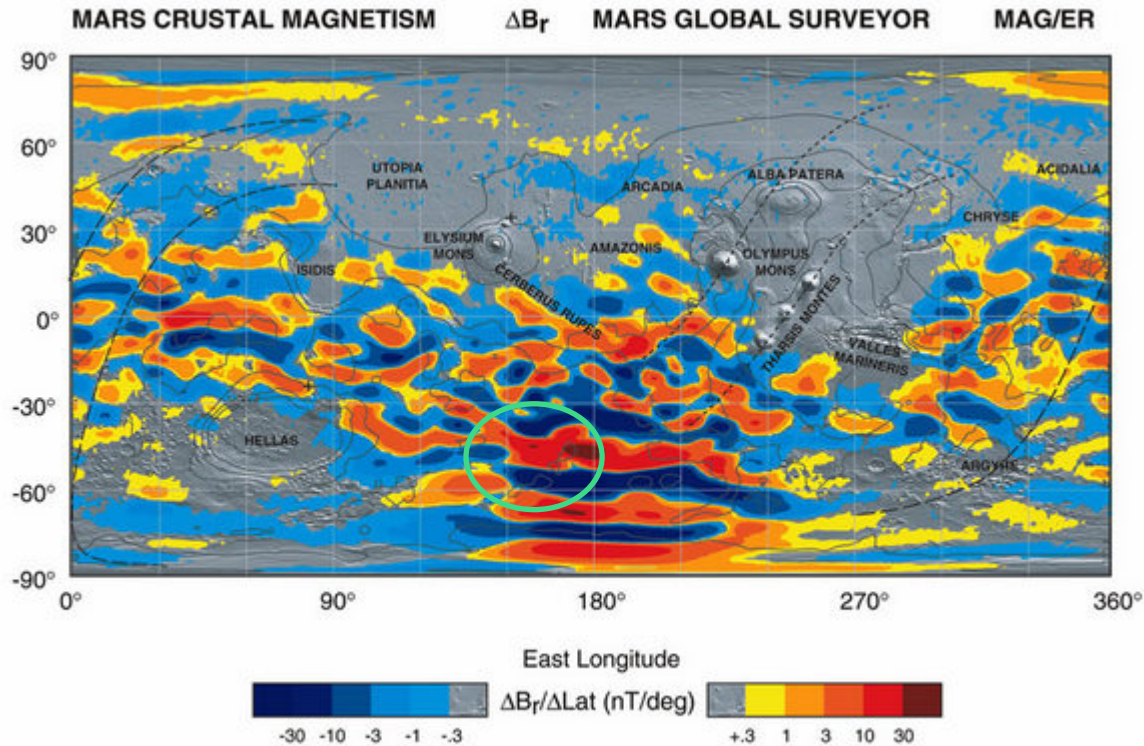 MARS CRUSTAL MAGNETISM ΔBr MARS GLOBAL SURVEYOR MAG/ER
90°
60°
30°
0°
-30°
-60°
-90°
UTOPIA
PLANITIA
ARCADIA
ALBA PATERA
ACIDALIA
CHRYSE
ELYSIUM
MONS
AMAZONIS
OLYMPUS
MONS
ISIDIS
CERBERUS RUPES
THARSIS MONTES
VALLES
MARINERIS
HELLAS
ARGYRE
0° 90° 180° 270° 360°
East Longitude
ΔBr/ΔLat (nT/deg)
-30 -10 -3 -1 -.3 +.3 1 3 10 30